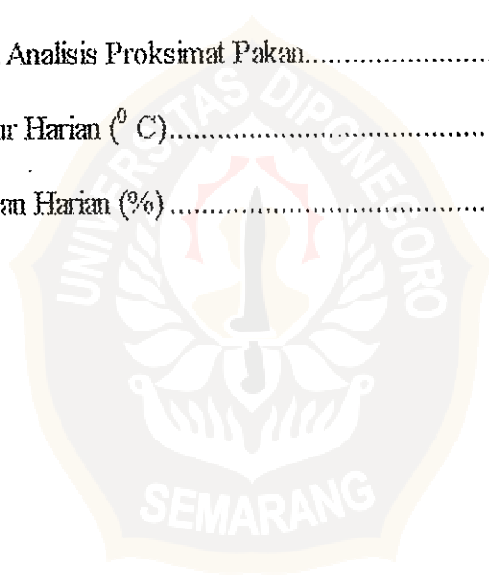 Analisis Proksimat Pakan
ur Harian (⁰ C)
an Harian (%)
UNIVERSITAS DIPONEGORO
SEMARANG